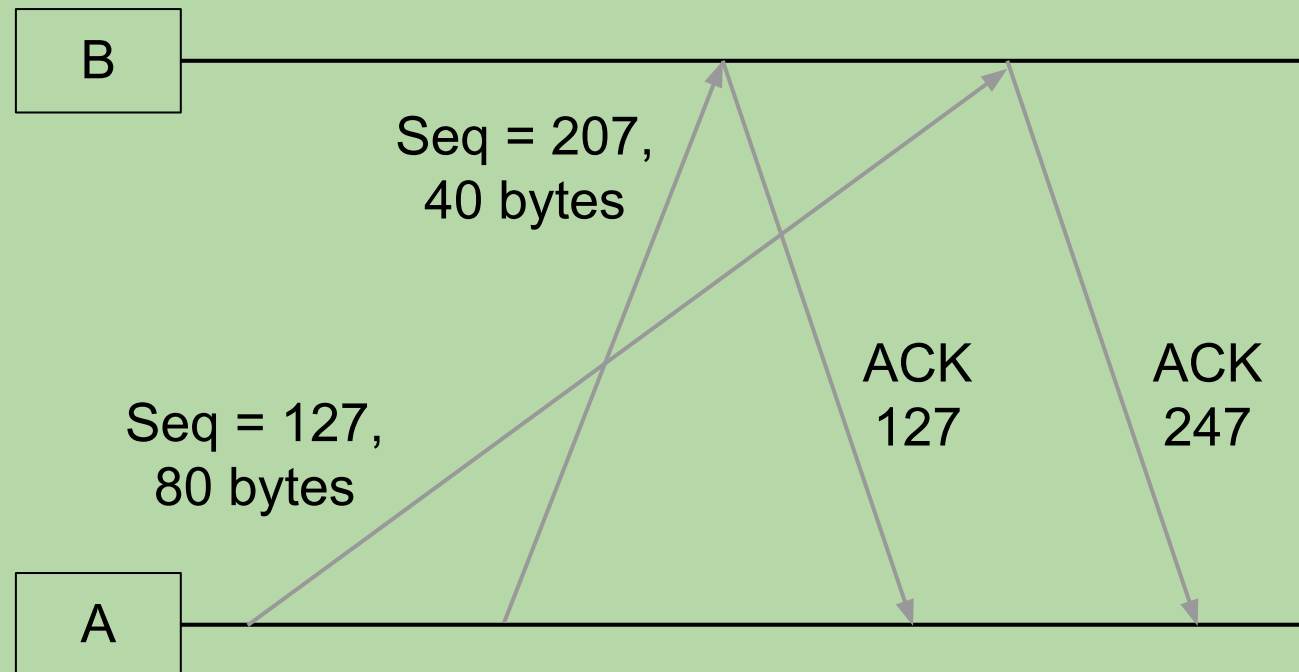 B
Seq = 207,
40 bytes
ACK
127
ACK
247
Seq = 127,
80 bytes
A